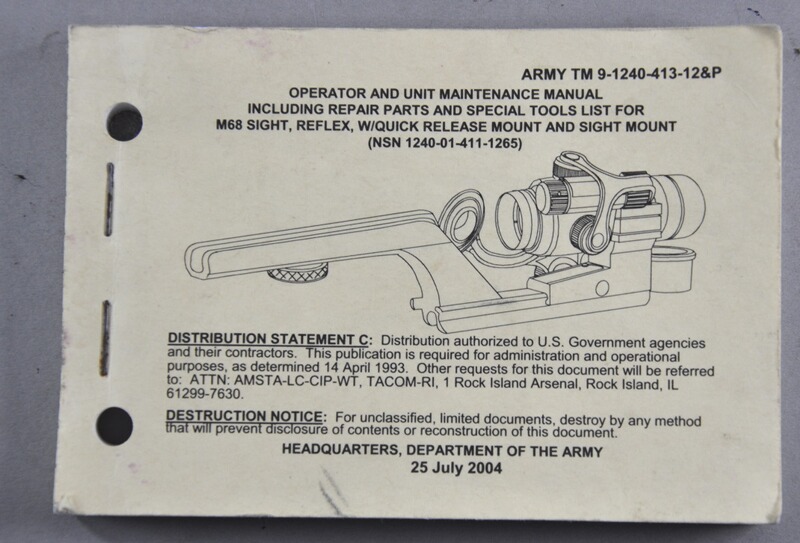 ARMY TM 9-1240-413-12&P
OPERATOR AND UNIT MAINTENANCE MANUAL
INCLUDING REPAIR PARTS AND SPECIAL TOOLS LIST FOR
M68 SIGHT, REFLEX, W/QUICK RELEASE MOUNT AND SIGHT MOUNT
(NSN 1240-01-411-1265)
DISTRIBUTION STATEMENT C: Distribution authorized to U.S. Government agencies
and their contractors. This publication is required for administration and operational
purposes, as determined 14 April 1993. Other requests for this document will be referred
to: ATTN: AMSTA-LC-CIP-WT, TACOM-RI, 1 Rock Island Arsenal, Rock Island, IL
61299-7630.
DESTRUCTION NOTICE: For unclassified, limited documents, destroy by any method
that will prevent disclosure of contents or reconstruction of this document.
HEADQUARTERS, DEPARTMENT OF THE ARMY
25 July 2004